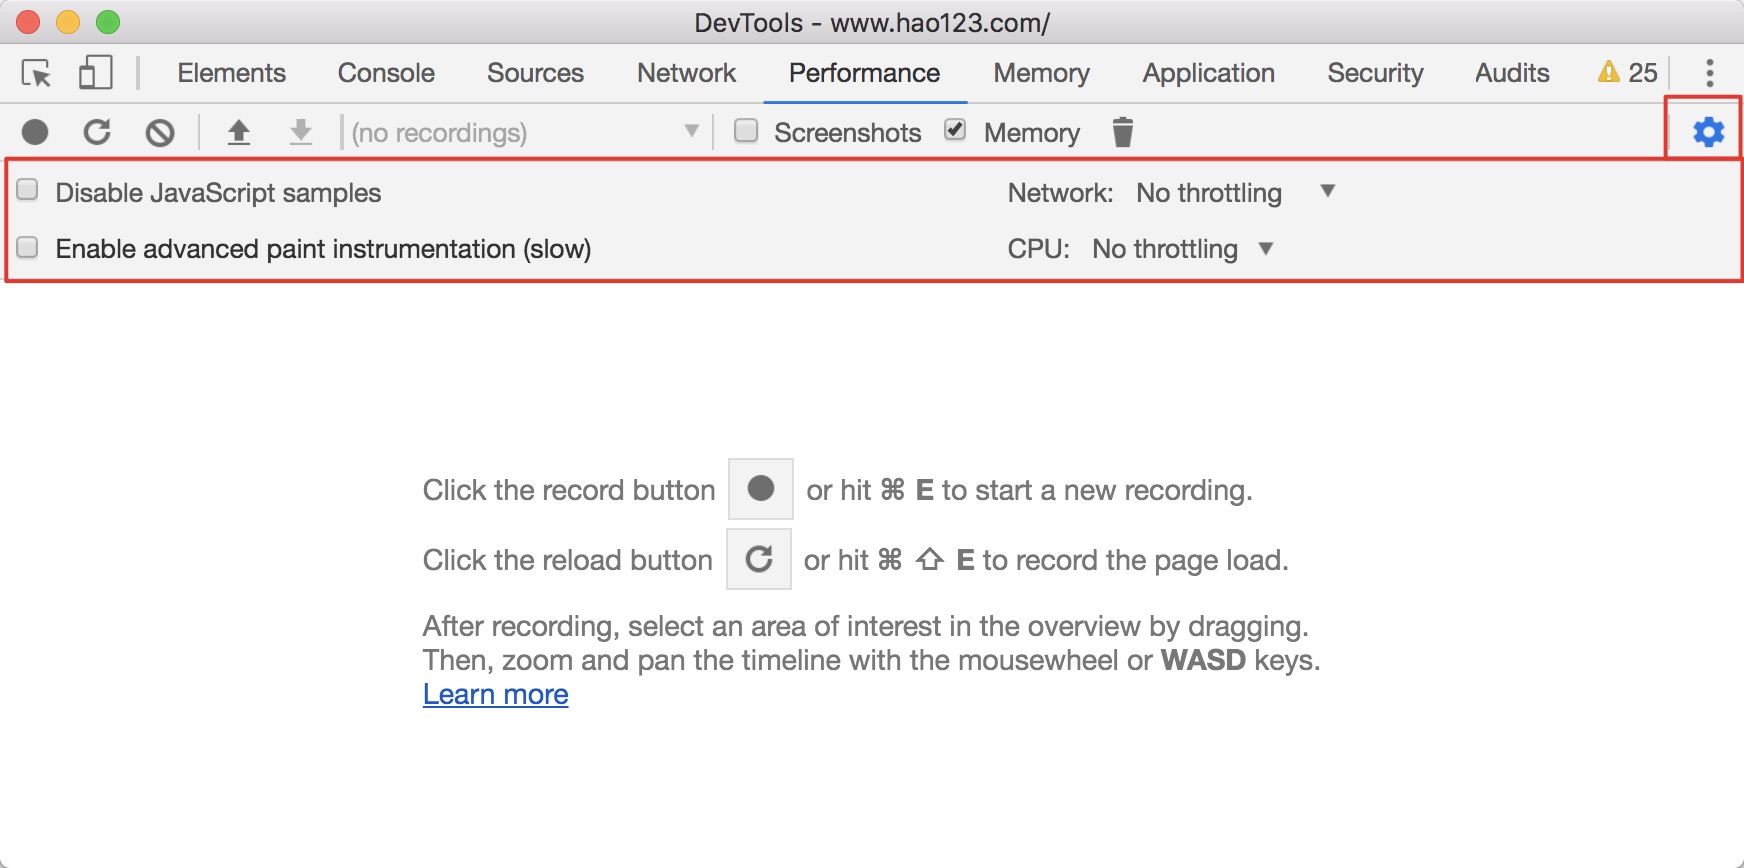 DevTools - www.hao123.com/
Elements Console Sources Network Performance Memory Application Security Audits 25
(no recordings) Screenshots Memory
Disable JavaScript samples Network: No throttling
Enable advanced paint instrumentation (slow) CPU: No throttling
Click the record button or hit ⌘ E to start a new recording.
Click the reload button or hit ⌘ ⇧ E to record the page load.
After recording, select an area of interest in the overview by dragging.
Then, zoom and pan the timeline with the mousewheel or WASD keys.
Learn more